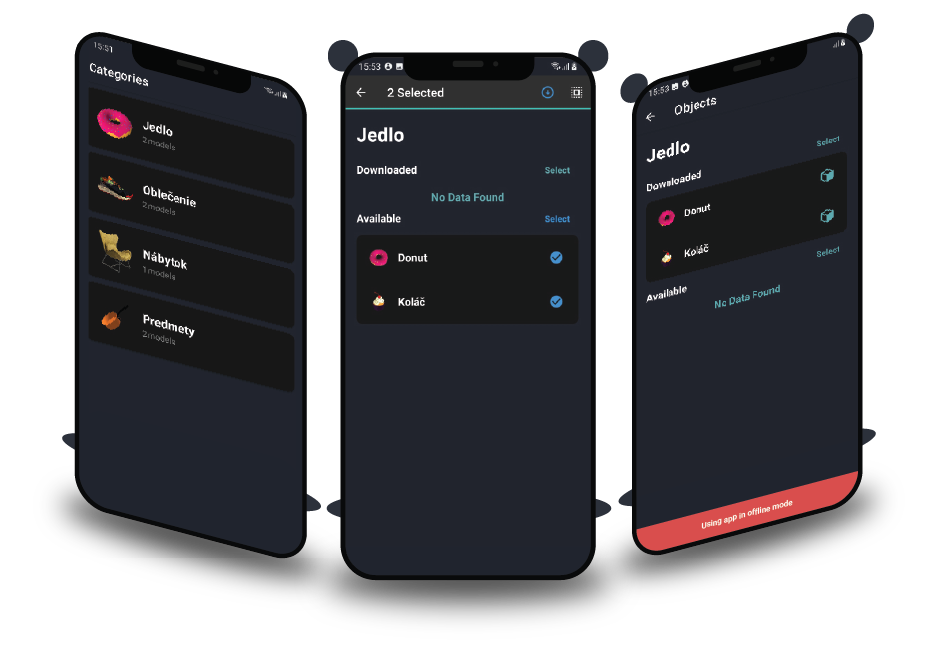 15:51
Categories
Jedlo
2 models
Oblečenie
2 models
Nábytok
1 models
Predmety
2 models
15:53
2 Selected
Jedlo
Downloaded Select
No Data Found
Available Select
Donut
Koláč
15:53
Objects
Jedlo
Downloaded Select
Donut
Koláč
Available Select
No Data Found
Using app in offline mode